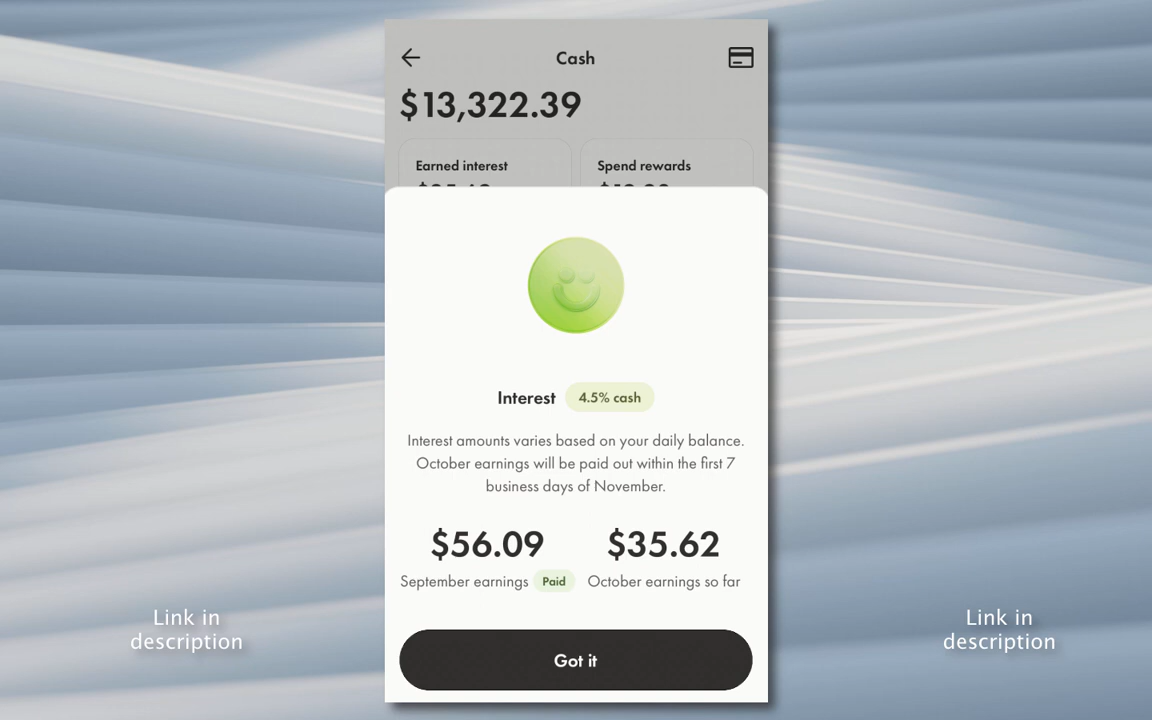 Cash
$13,322.39
Earned interest
Spend rewards
Interest
4.5% cash
Interest amounts varies based on your daily balance.
October earnings will be paid out within the first 7
business days of November.
$56.09
September earnings
Paid
$35.62
October earnings so far
Got it
Link in
description
Link in
description